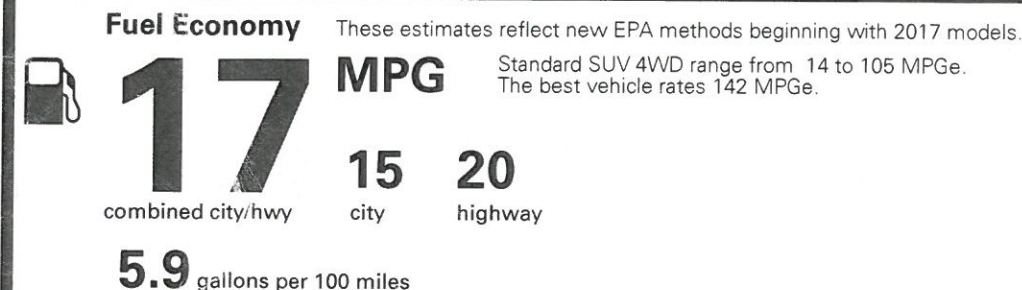 Fuel Economy These estimates reflect new EPA methods beginning with 2017 models.
17 MPG Standard SUV 4WD range from 14 to 105 MPGe.
The best vehicle rates 142 MPGe.
15 20
combined city/hwy city highway
5.9 gallons per 100 miles